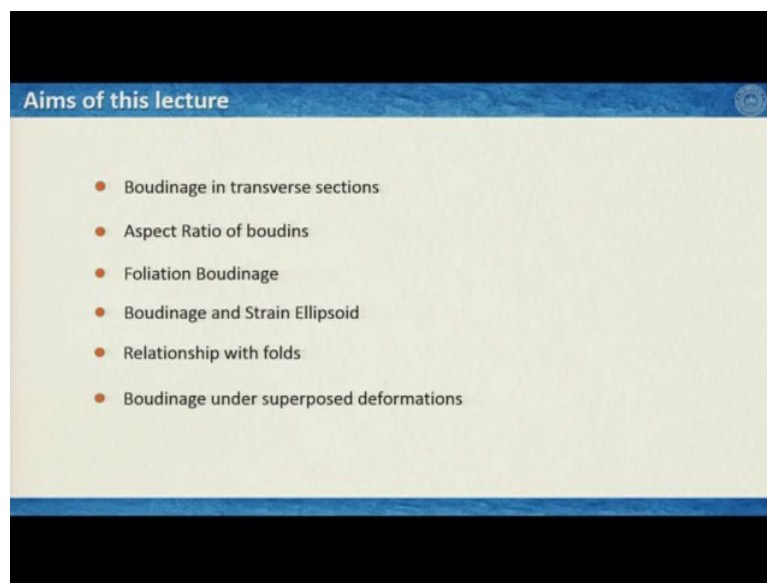 Aims of this lecture
Boudinage in transverse sections
Aspect Ratio of boudins
Foliation Boudinage
Boudinage and Strain Ellipsoid
Relationship with folds
Boudinage under superposed deformations